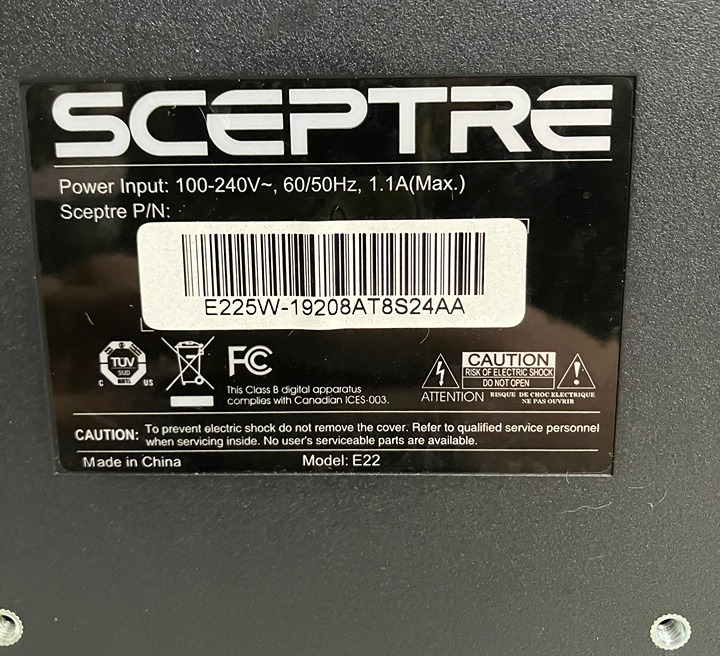 SCEPTRE
Power Input: 100-240V~, 60/50Hz, 1.1A(Max.)
Sceptre P/N:
E225W-19208AT8S24AA
TÜV
SUD
C NRTL US
FC
This Class B digital apparatus
complies with Canadian ICES-003.
CAUTION
RISK OF ELECTRIC SHOCK
DO NOT OPEN
ATTENTION
RISQUE DE CHOC ELECTRIQUE
NE PAS OUVRIR
CAUTION: To prevent electric shock do not remove the cover. Refer to qualified service personnel
when servicing inside. No user's serviceable parts are available.
Made in China Model: E22